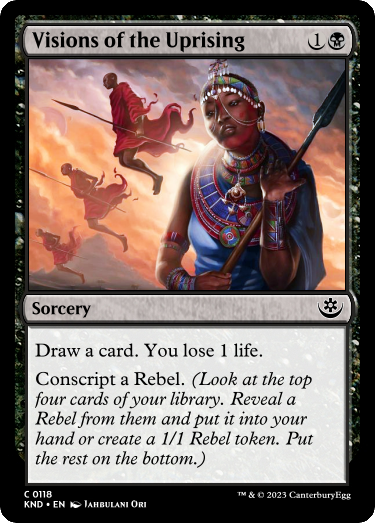 Visions of the Uprising 1
Sorcery
Draw a card. You lose 1 life.
Conscript a Rebel. (Look at the top
four cards of your library. Reveal a
Rebel from them and put it into your
hand or create a 1/1 Rebel token. Put
the rest on the bottom.)
C 0118
KND • EN Jahbulani Ori
™ & © 2023 CanterburyEgg